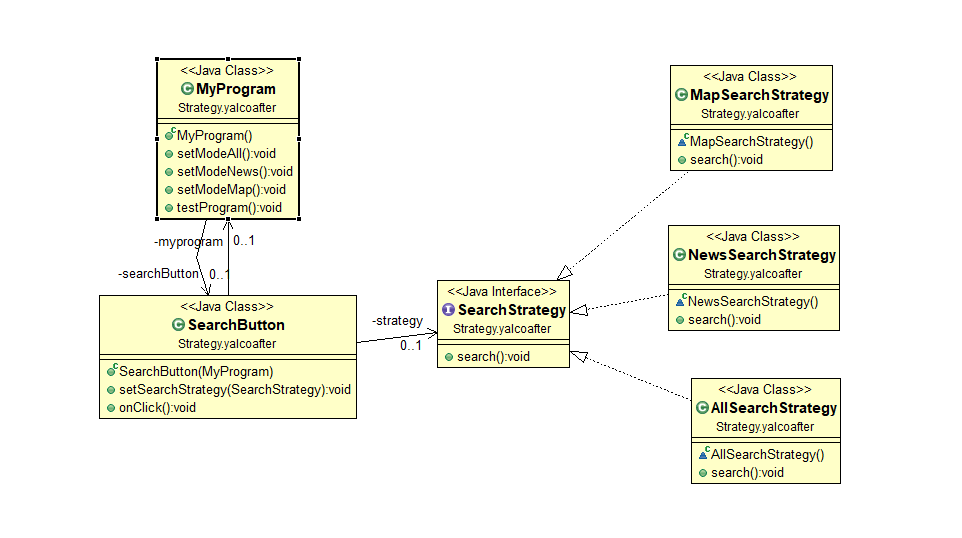 <<Java Class>>
MyProgram
Strategy.yalcoafter
MyProgram()
setModeAll():void
setModeNews():void
setModeMap():void
testProgram():void
-myprogram
0..1
-searchButton
0..1
<<Java Class>>
SearchButton
Strategy.yalcoafter
SearchButton(MyProgram)
setSearchStrategy(SearchStrategy):void
onClick():void
-strategy
0..1
<<Java Interface>>
SearchStrategy
Strategy.yalcoafter
search():void
<<Java Class>>
MapSearchStrategy
Strategy.yalcoafter
MapSearchStrategy()
search():void
<<Java Class>>
NewsSearchStrategy
Strategy.yalcoafter
NewsSearchStrategy()
search():void
<<Java Class>>
AllSearchStrategy
Strategy.yalcoafter
AllSearchStrategy()
search():void